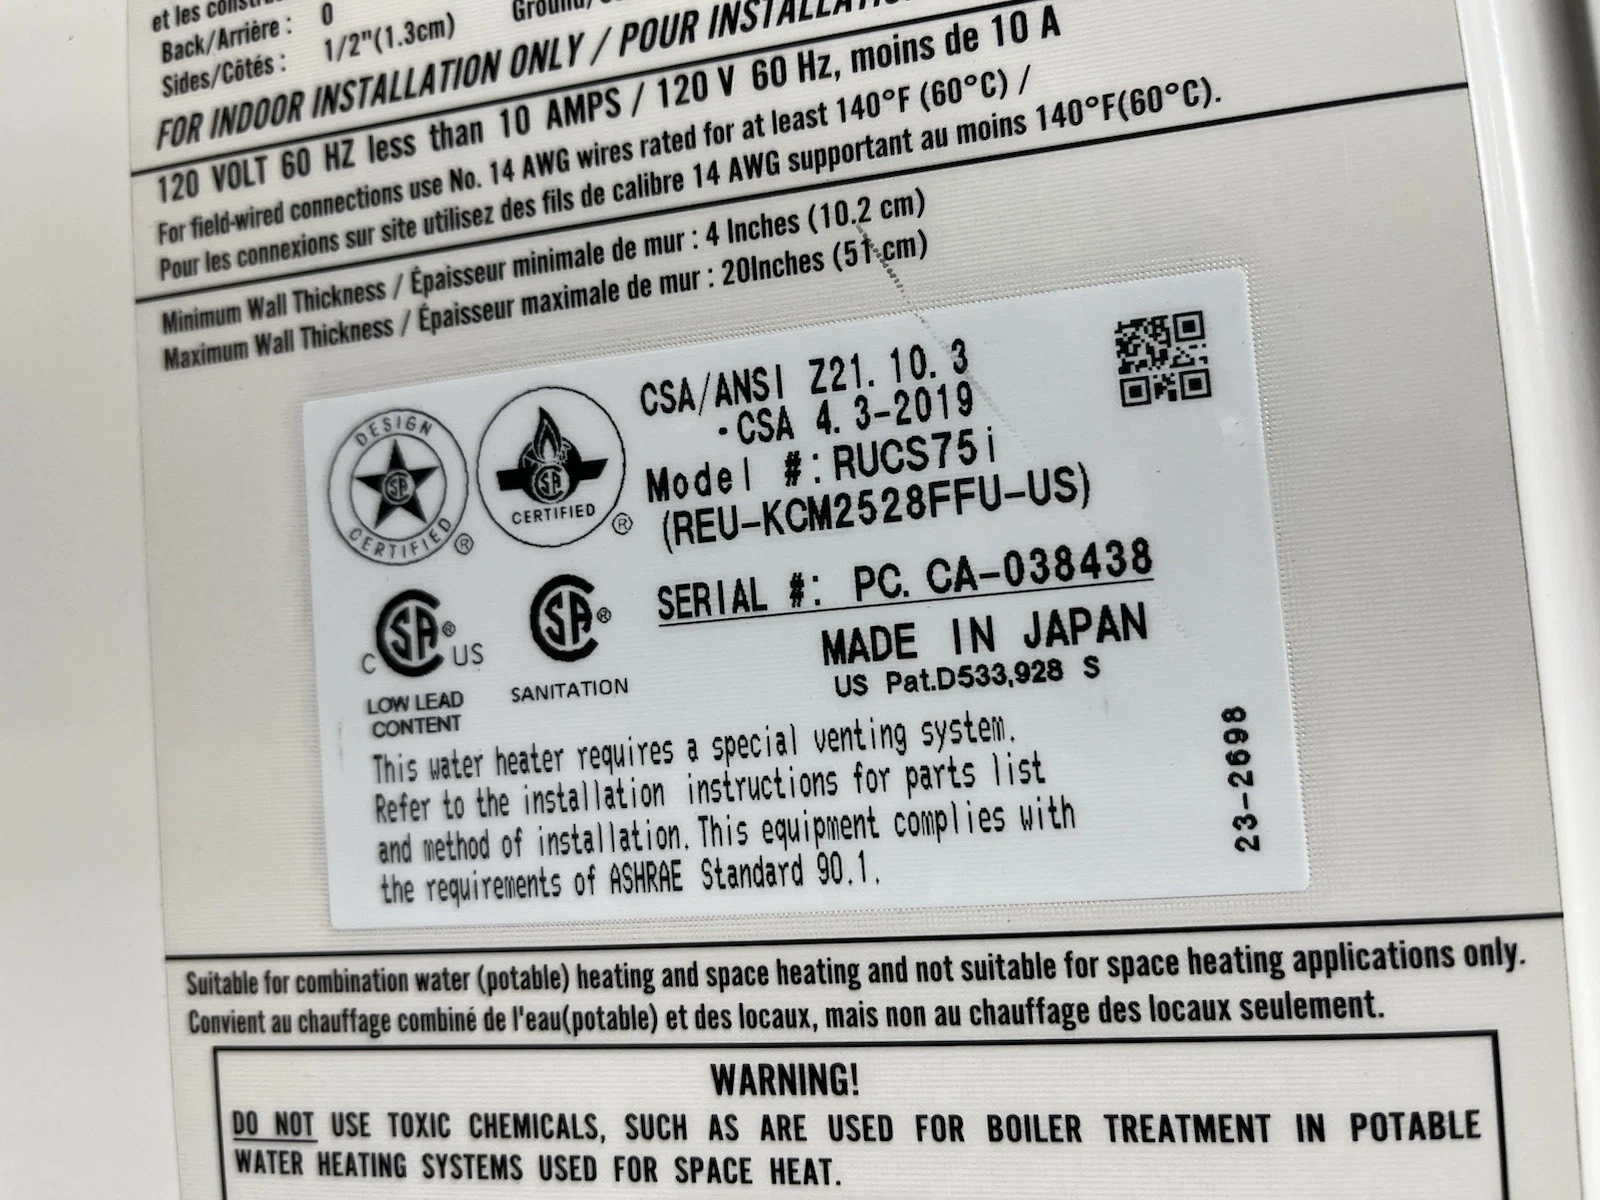 et les
Back/Arrière : 0
Sides/Côtés : 1/2"(1.3cm)
FOR INDOOR INSTALLATION ONLY / POUR
120 VOLT 60 HZ less than 10 AMPS / 120 V 60 Hz, moins de 10 A
For field-wired connections use No. 14 AWG wires rated for at least 140°F (60°C) /
Pour les connexions sur site utilisez des fils de calibre 14 AWG supportant au moins 140°F(60°C).
Minimum Wall Thickness / Épaisseur minimale de mur : 4 Inches (10.2 cm)
Maximum Wall Thickness / Épaisseur maximale de mur : 20Inches (51 cm)
DESIGN CERTIFIED ®
SA
SA
CERTIFIED ®
CSA/ANSI Z21. 10. 3
·CSA 4. 3-2019
Model #:RUCS75i
(REU-KCM2528FFU-US)
SERIAL #: PC. CA-038438
MADE IN JAPAN
US Pat.D533,928 S
C SA ® US
LOW LEAD
CONTENT
SA ®
SANITATION
This water heater requires a special venting system.
Refer to the installation instructions for parts list
and method of installation. This equipment complies with
the requirements of ASHRAE Standard 90.1.
23-2698
Suitable for combination water (potable) heating and space heating and not suitable for space heating applications only.
Convient au chauffage combiné de l'eau(potable) et des locaux, mais non au chauffage des locaux seulement.
WARNING!
DO NOT USE TOXIC CHEMICALS, SUCH AS ARE USED FOR BOILER TREATMENT IN POTABLE
WATER HEATING SYSTEMS USED FOR SPACE HEAT.